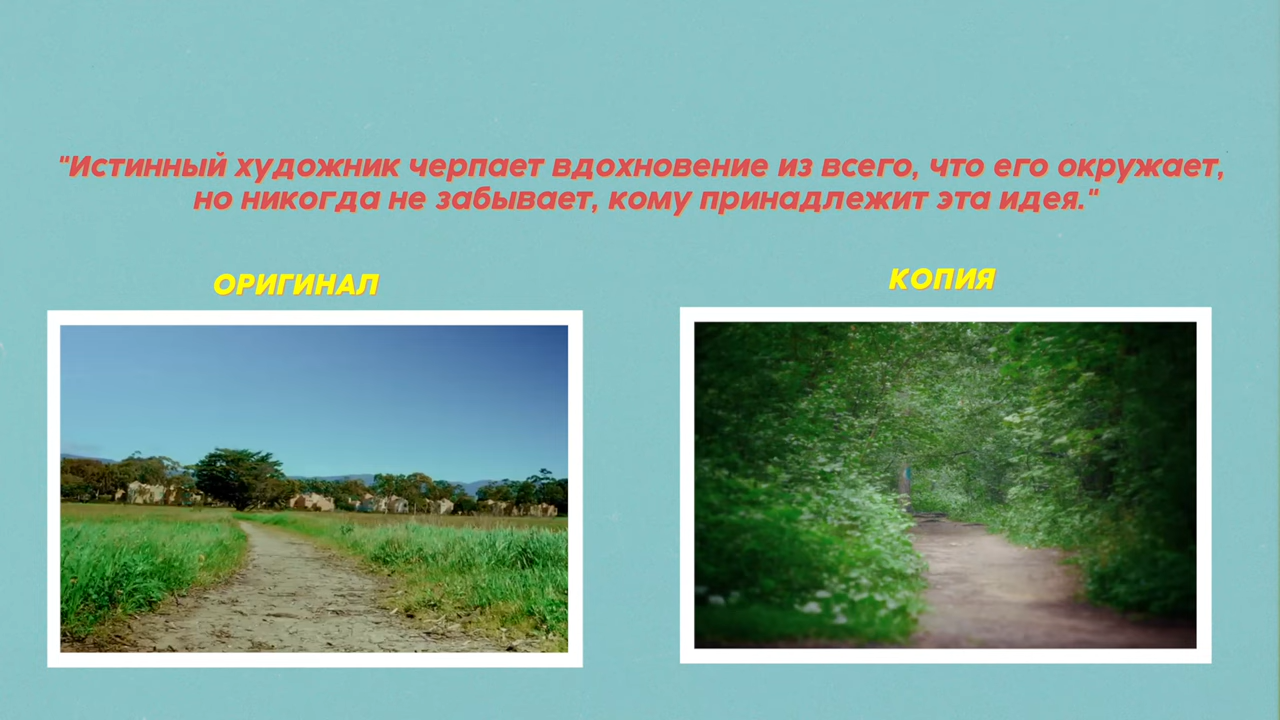 "Истинный художник черпает вдохновение из всего, что его окружает,
но никогда не забывает, кому принадлежит эта идея."
ОРИГИНАЛ
КОПИЯ